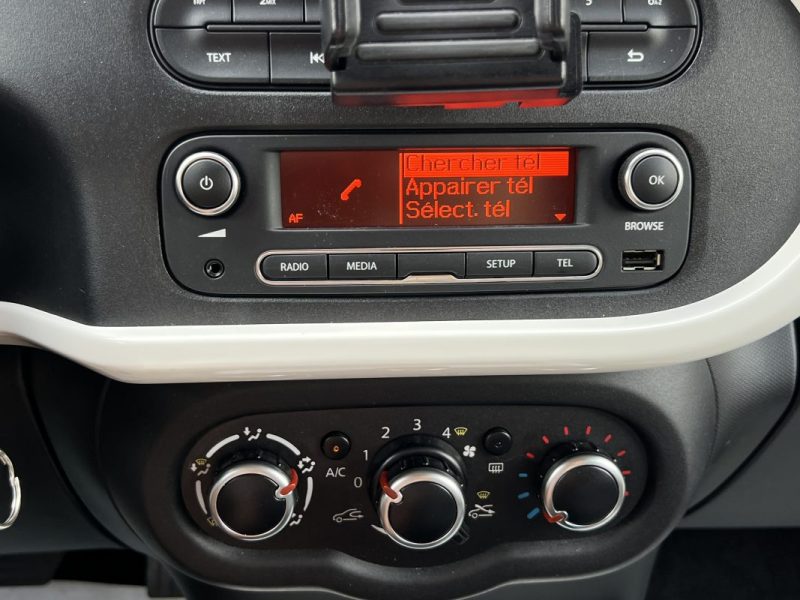 2MIX
TEXT
Chercher tél
Appairer tél
Sélect. tél
AF
OK
BROWSE
RADIO MEDIA SETUP TEL
A/C
0 1 2 3 4